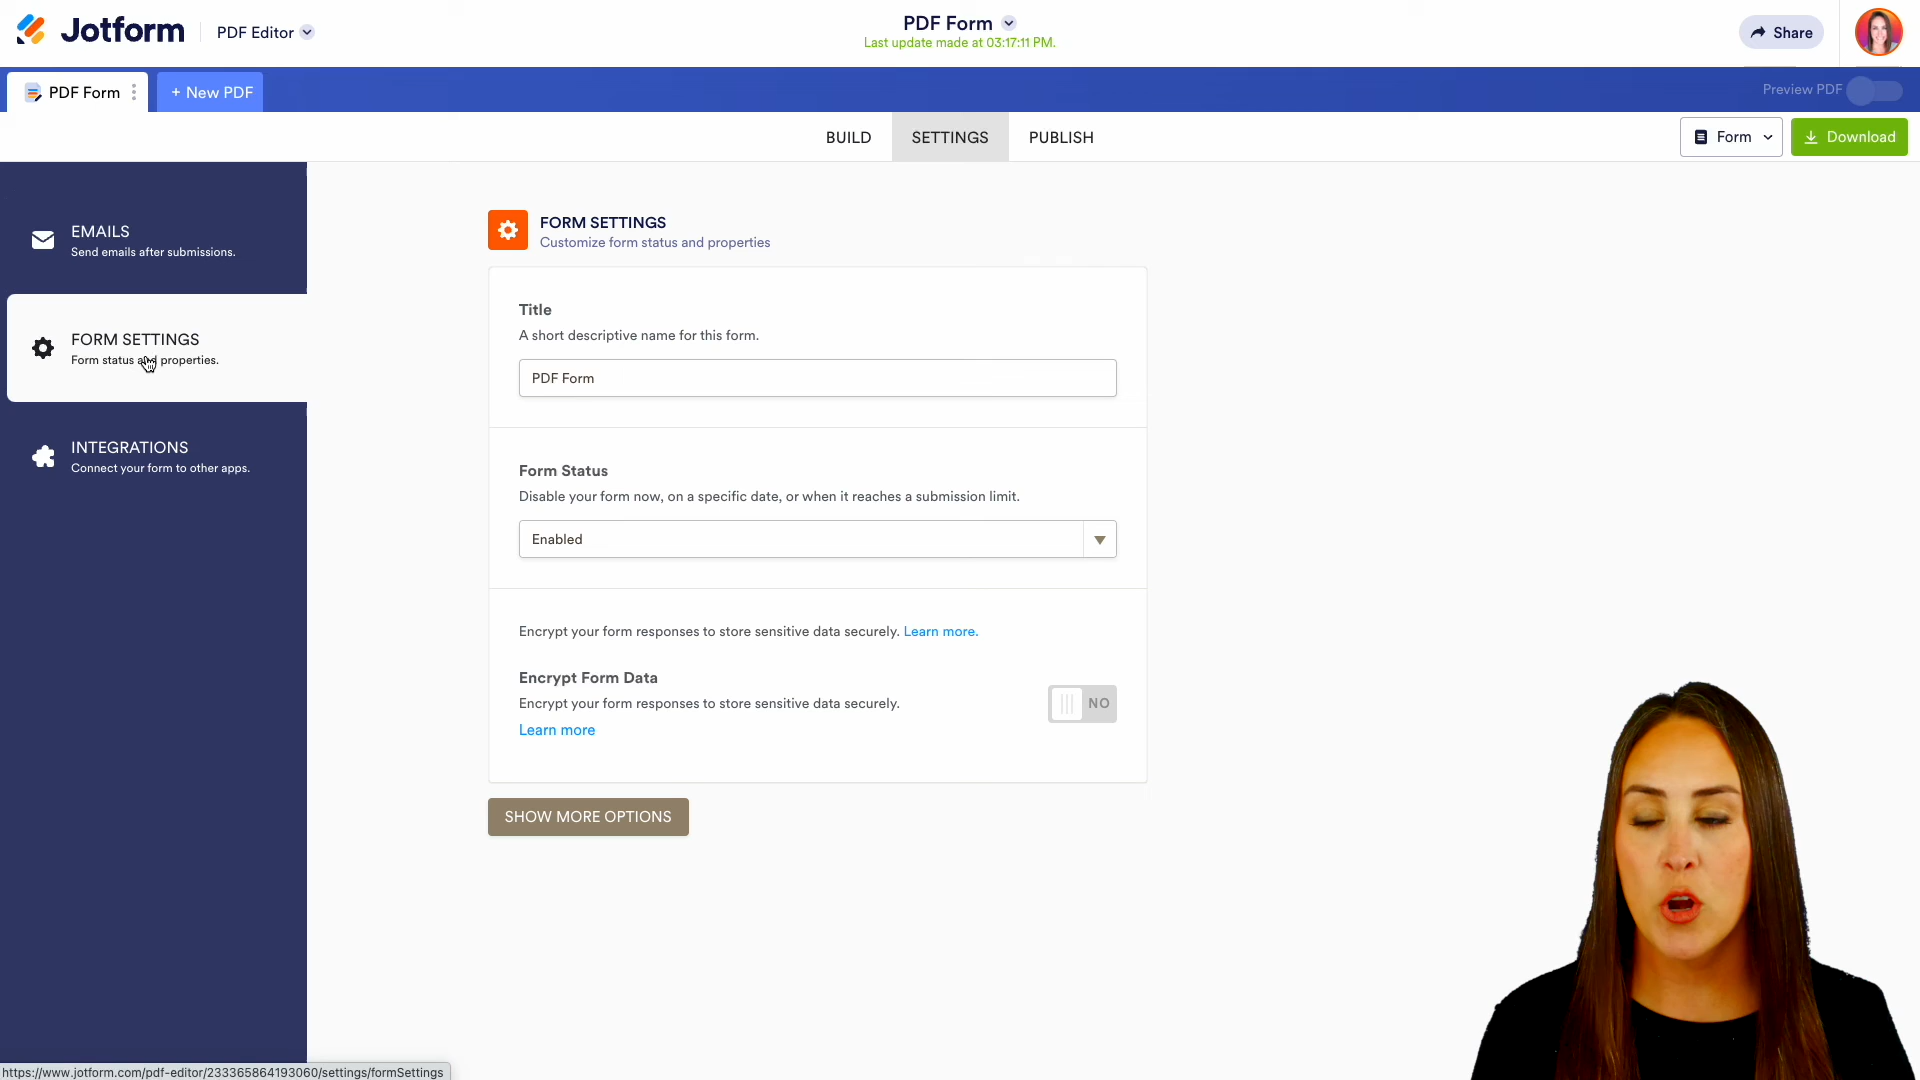 Jotform
PDF Editor
PDF Form
Last update made at 03:17:11 PM.
Share
PDF Form
+ New PDF
Preview PDF
BUILD
SETTINGS
PUBLISH
Form
Download
EMAILS
Send emails after submissions.
FORM SETTINGS
Form status and properties.
INTEGRATIONS
Connect your form to other apps.
FORM SETTINGS
Customize form status and properties
Title
A short descriptive name for this form.
PDF Form
Form Status
Disable your form now, on a specific date, or when it reaches a submission limit.
Enabled
Encrypt your form responses to store sensitive data securely. Learn more.
Encrypt Form Data
Encrypt your form responses to store sensitive data securely.
NO
Learn more
SHOW MORE OPTIONS
https://www.jotform.com/pdf-editor/233365864193060/settings/formSettings